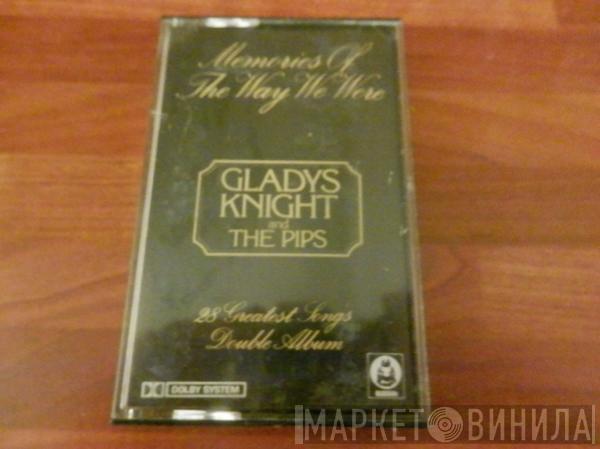 Memories Of
The Way We Were
GLADYS
KNIGHT
and
THE PIPS
28 Greatest Songs
Double Album
DOLBY SYSTEM
МАРКЕТ ВИНИЛА